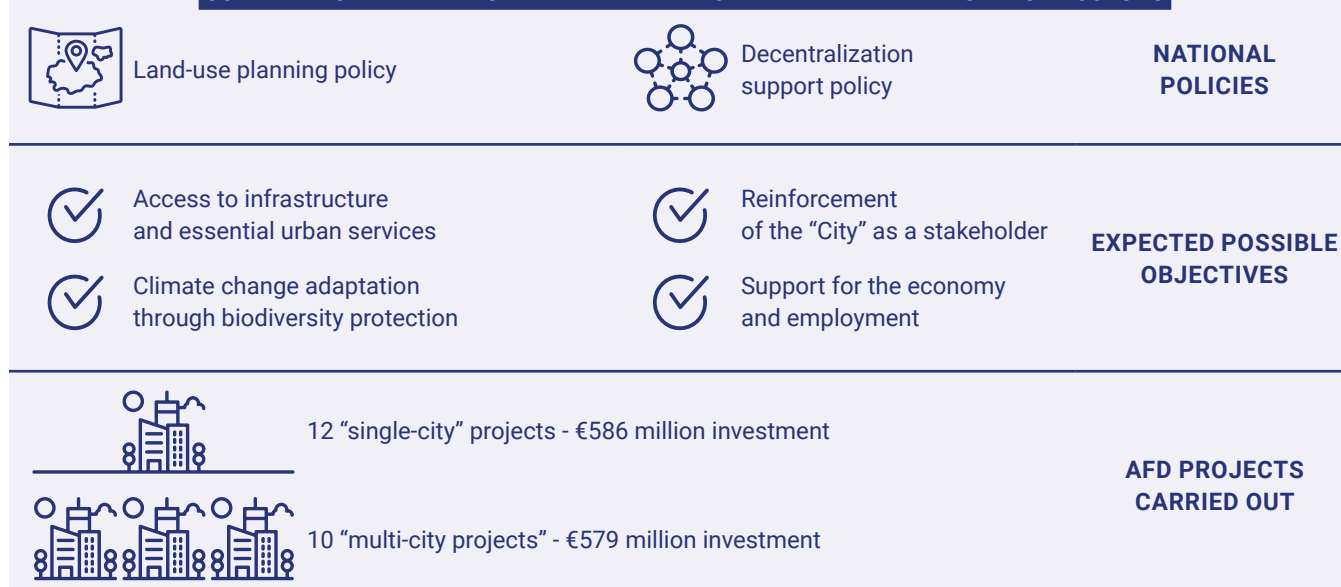 Land-use planning policy
Decentralization
support policy
NATIONAL
POLICIES
Access to infrastructure
and essential urban services
Reinforcement
of the “City” as a stakeholder
Climate change adaptation
through biodiversity protection
Support for the economy
and employment
EXPECTED POSSIBLE
OBJECTIVES
12 “single-city” projects - €586 million investment
10 “multi-city projects” - €579 million investment
AFD PROJECTS
CARRIED OUT